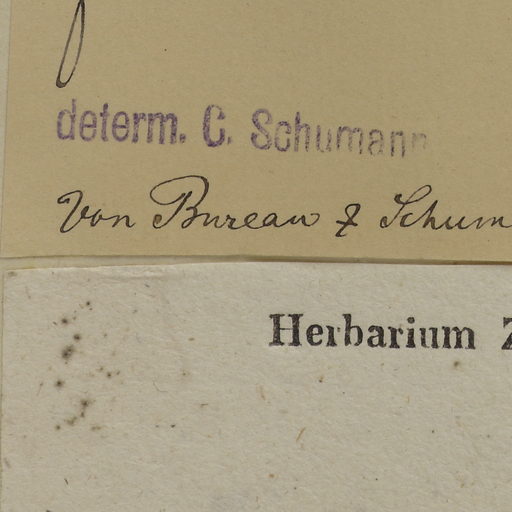 determ. C. Schumann
von Bureau & Schum
Herbarium Z